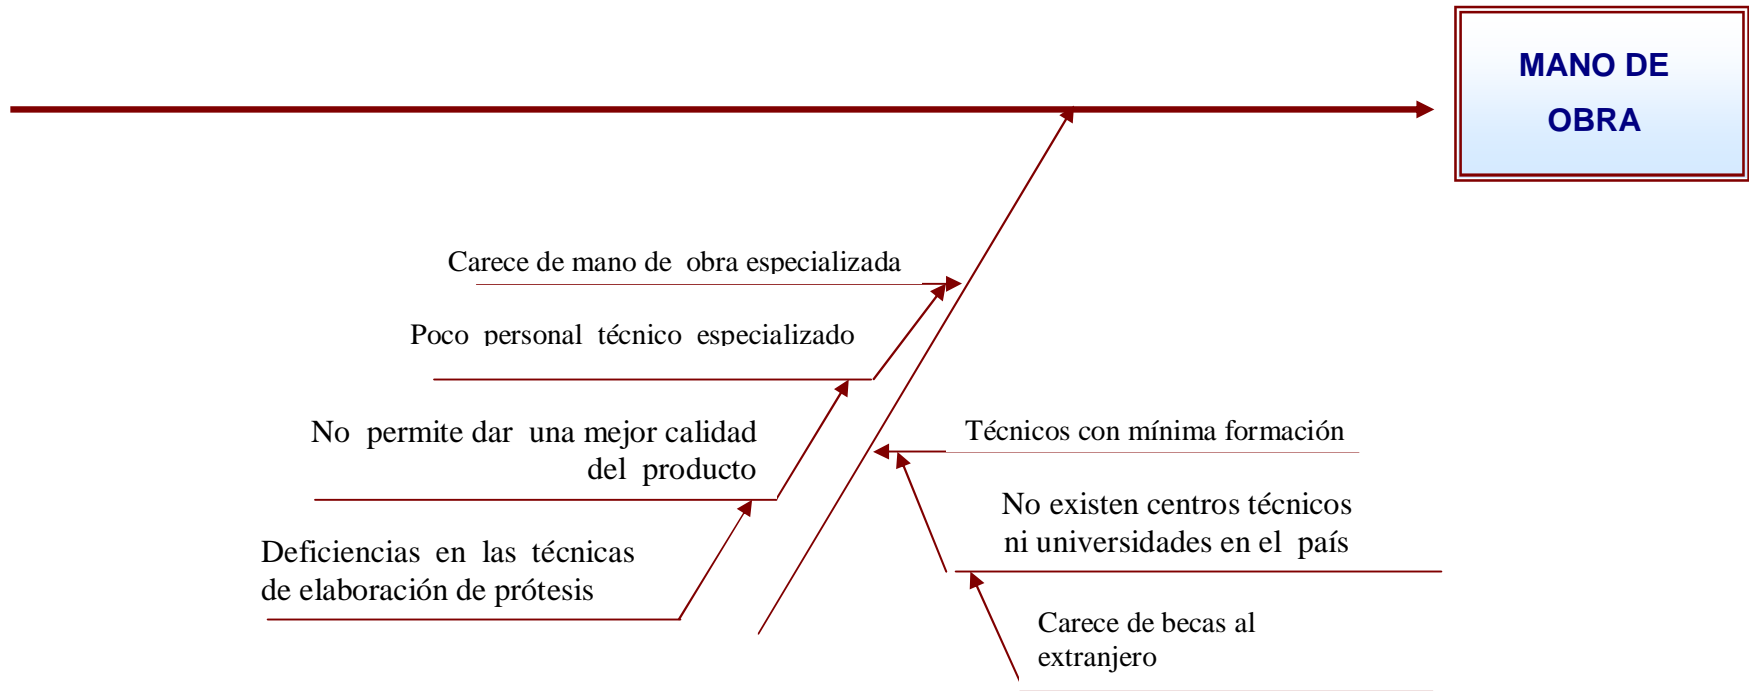 MANO DE
OBRA
Carece de mano de obra especializada
Poco personal técnico especializado
No permite dar una mejor calidad
del producto
Deficiencias en las técnicas
de elaboración de prótesis
Técnicos con mínima formación
No existen centros técnicos
ni universidades en el país
Carece de becas al
extranjero